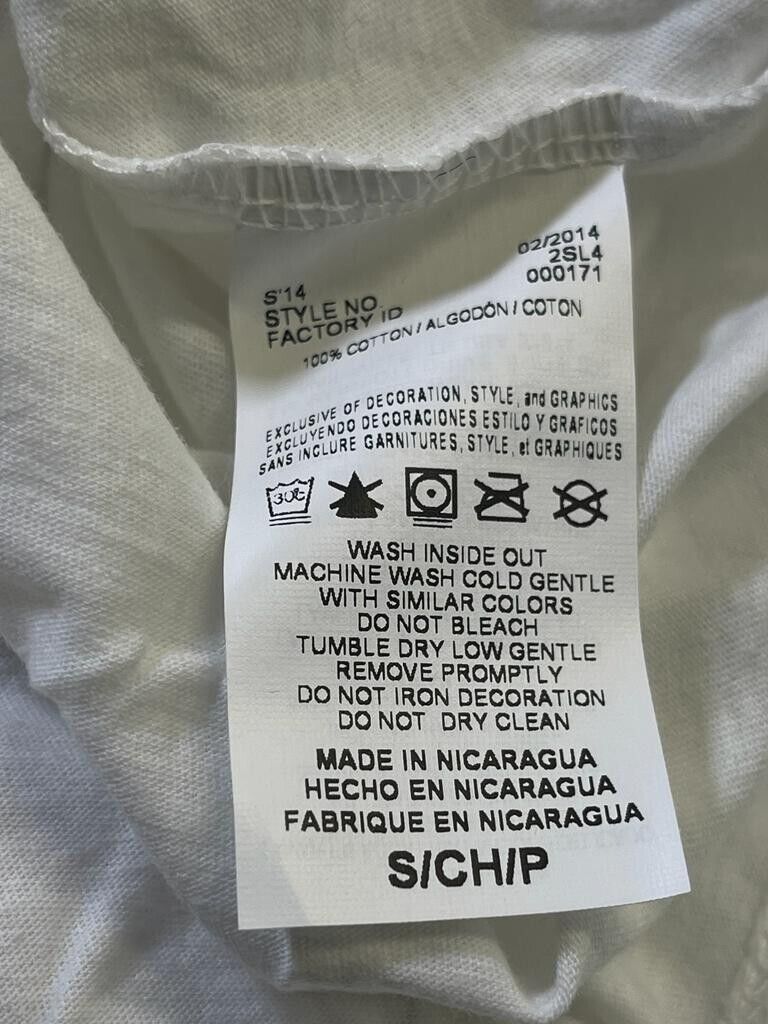 S'14 02/2014
STYLE NO. 2SL4
FACTORY ID 000171
100% COTTON / ALGODÓN / COTON
EXCLUSIVE OF DECORATION, STYLE, and GRAPHICS
EXCLUYENDO DECORACIONES ESTILO Y GRAFICOS
SANS INCLURE GARNITURES, STYLE, et GRAPHIQUES
30C
WASH INSIDE OUT
MACHINE WASH COLD GENTLE
WITH SIMILAR COLORS
DO NOT BLEACH
TUMBLE DRY LOW GENTLE
REMOVE PROMPTLY
DO NOT IRON DECORATION
DO NOT DRY CLEAN
MADE IN NICARAGUA
HECHO EN NICARAGUA
FABRIQUE EN NICARAGUA
S/CH/P